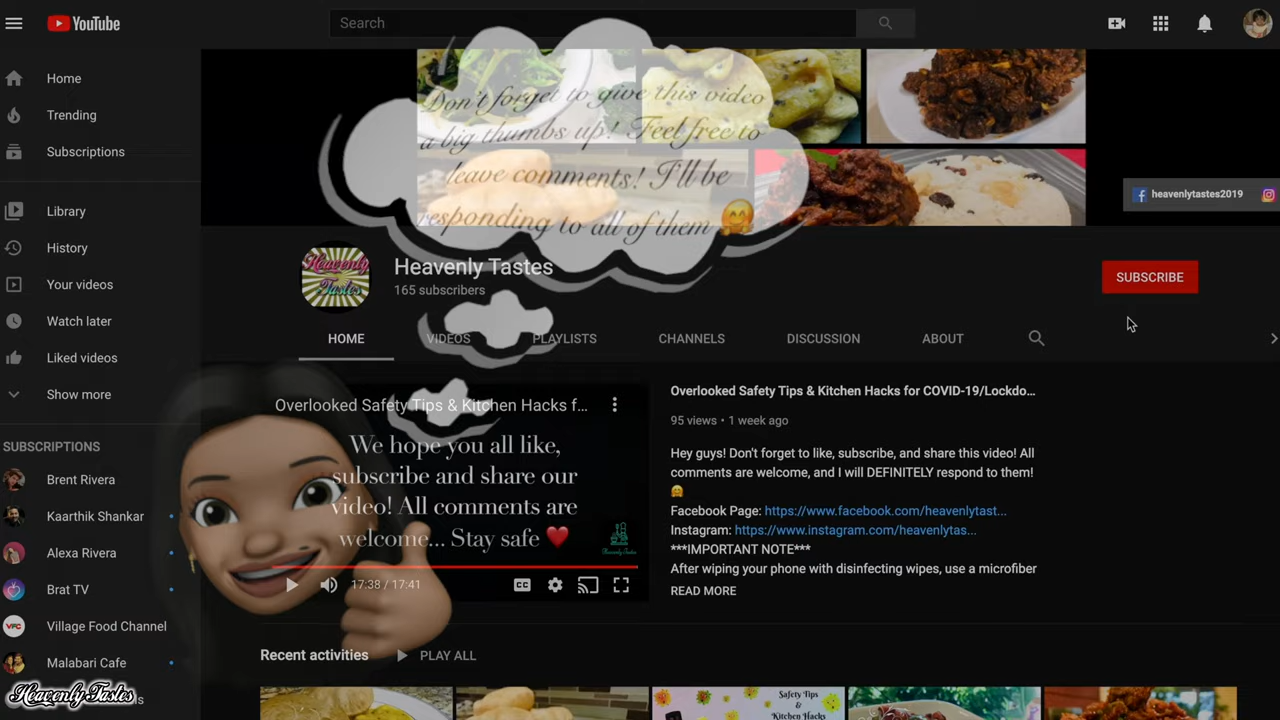 YouTube
Search
Home
Trending
Subscriptions
Library
History
Your videos
Watch later
Liked videos
Show more
SUBSCRIPTIONS
Brent Rivera
Kaarthik Shankar
Alexa Rivera
Brat TV
VFC
Village Food Channel
Malabari Cafe
Heavenly Tastes
Don't forget to give this video
a big thumbs up! Feel free to
leave comments! I'll be
responding to all of them 🤗
heavenlytastes2019
Heavenly
Tastes
Heavenly Tastes
165 subscribers
SUBSCRIBE
HOME
VIDEOS
PLAYLISTS
CHANNELS
DISCUSSION
ABOUT
Overlooked Safety Tips & Kitchen Hacks f...
We hope you all like,
subscribe and share our
video! All comments are
welcome... Stay safe ❤️
Heavenly Tastes
17:38 / 17:41
CC
Overlooked Safety Tips & Kitchen Hacks for COVID-19/Lockdo...
95 views • 1 week ago
Hey guys! Don't forget to like, subscribe, and share this video! All
comments are welcome, and I will DEFINITELY respond to them!
🤗
Facebook Page: https://www.facebook.com/heavenlytast...
Instagram: https://www.instagram.com/heavenlytas...
***IMPORTANT NOTE***
After wiping your phone with disinfecting wipes, use a microfiber
READ MORE
Recent activities
PLAY ALL
Safety Tips
&
Kitchen Hacks